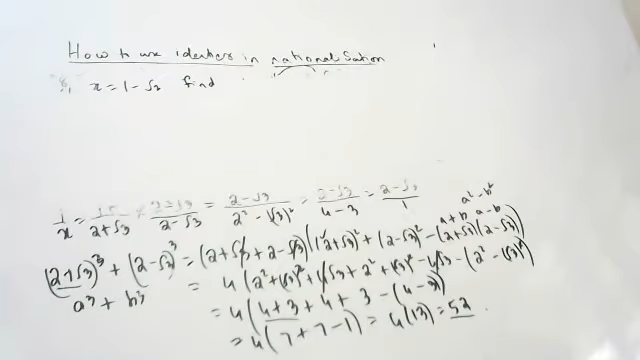 How to use identities in rationalisation
8, x = 1 - √2 find
1/x = 1/(2+√3) × (2-√3)/(2-√3) = (2-√3)/(2² - (√3)²) = (2-√3)/(4-3) = (2-√3)/1
a² - b²
a+b a-b
(2+√3)³ + (2-√3)³ = (2+√3 + 2-√3)((2+√3)² + (2-√3)² - (2+√3)(2-√3)
a³ + b³ = 4(2² + (√3)² + 4√3 + 2² + (√3)² - 4√3 - (2² - (√3)²)
= 4(4+3+4+3 - (4-3)
= 4(7+7-1) = 4(13) = 52